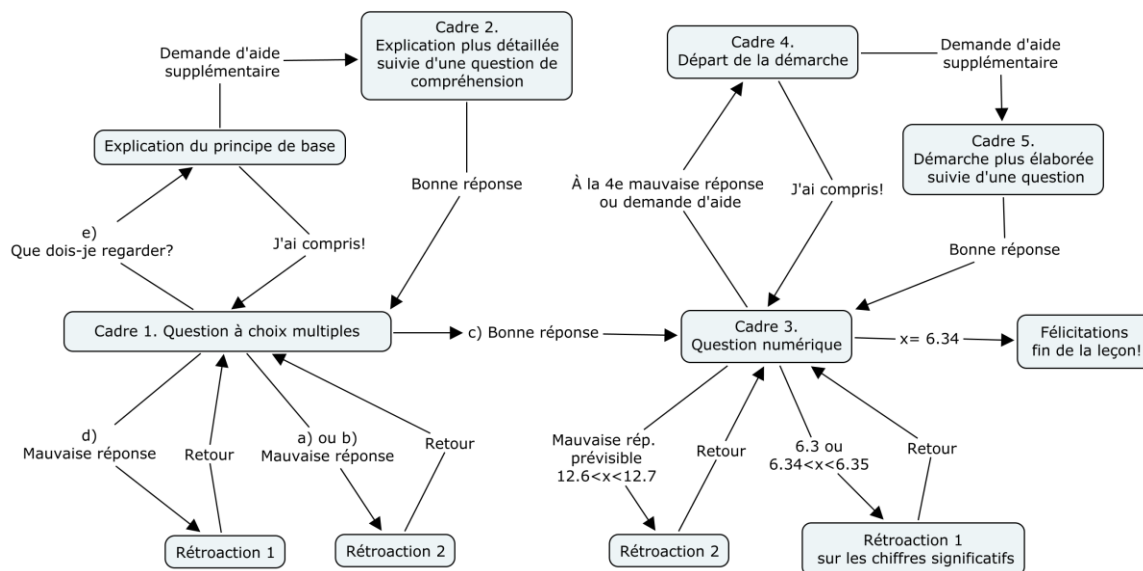 Cadre 2.
Explication plus détaillée
suivie d'une question de
compréhension
Demande d'aide
supplémentaire
Explication du principe de base
Bonne réponse
e)
Que dois-je regarder?
J'ai compris!
Cadre 1. Question à choix multiples
c) Bonne réponse
d)
Mauvaise réponse
Retour
a) ou b)
Mauvaise réponse
Retour
Rétroaction 1
Rétroaction 2
Cadre 4.
Départ de la démarche
Demande d'aide
supplémentaire
Cadre 5.
Démarche plus élaborée
suivie d'une question
À la 4e mauvaise réponse
ou demande d'aide
J'ai compris!
Bonne réponse
Cadre 3.
Question numérique
x= 6.34
Félicitations
fin de la leçon!
Mauvaise rép.
prévisible
12.6<x<12.7
Retour
6.3 ou
6.34<x<6.35
Retour
Rétroaction 2
Rétroaction 1
sur les chiffres significatifs